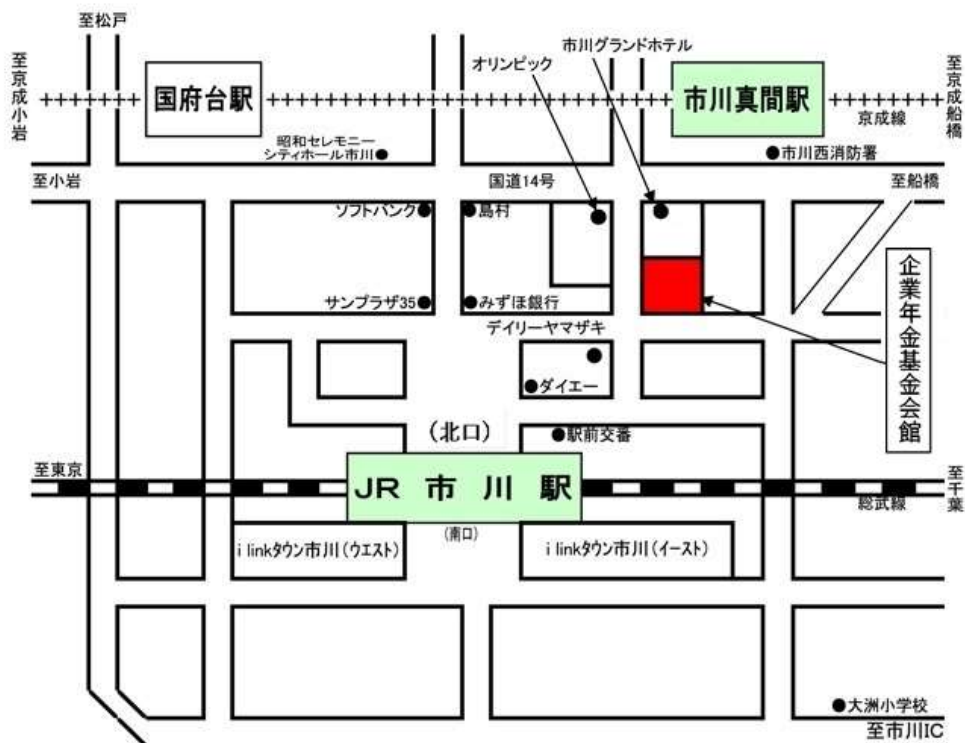 至松戸
至京成小岩
国府台駅
オリンピック
市川グランドホテル
市川真間駅
京成線
至京成船橋
昭和セレモニー
シティホール市川
市川西消防署
至小岩
国道14号
至船橋
ソフトバンク
島村
サンプラザ35
みずほ銀行
デイリーヤマザキ
ダイエー
企業年金基金会館
（北口）
駅前交番
至東京
JR 市川駅
総武線
至千葉
（南口）
i linkタウン市川（ウエスト）
i linkタウン市川（イースト）
大洲小学校
至市川IC